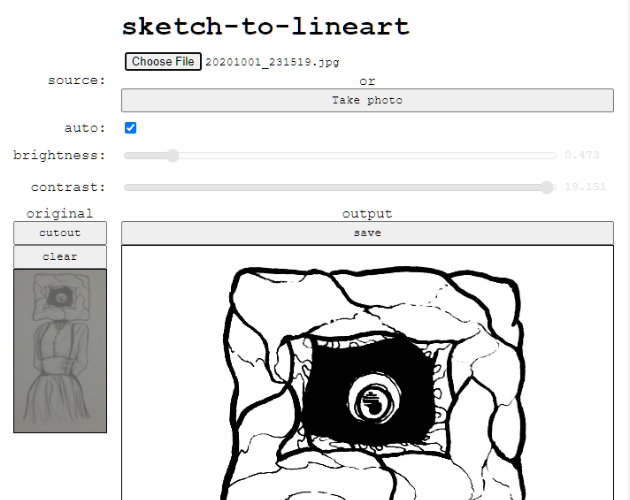 sketch-to-lineart
Choose File 20201001_231519.jpg
source:
or
Take photo
auto:
brightness: 0.473
contrast: 19.151
original
output
cutout
save
clear